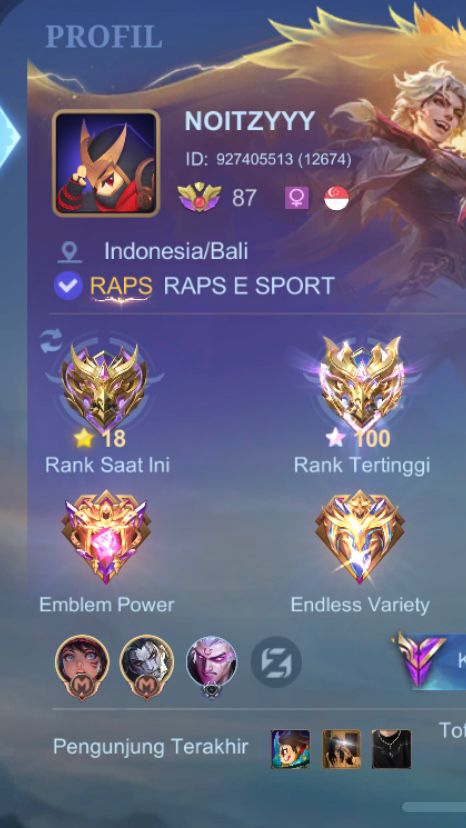 PROFIL
NOITZYYY
ID: 927405513 (12674)
87
Indonesia/Bali
RAPS RAPS E SPORT
18 100
Rank Saat Ini Rank Tertinggi
Emblem Power Endless Variety
M M
K
Pengunjung Terakhir Tot